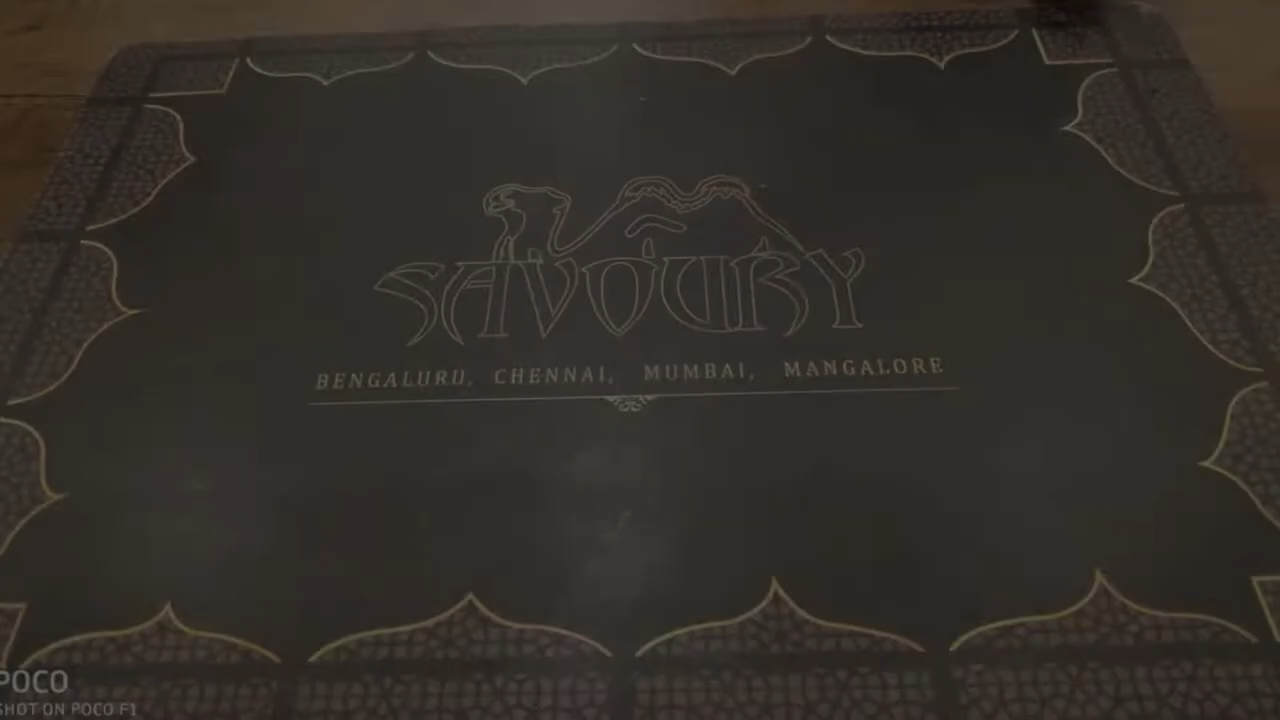 SAVOURY
BENGALURU, CHENNAI, MUMBAI, MANGALORE
POCO
SHOT ON POCO F1